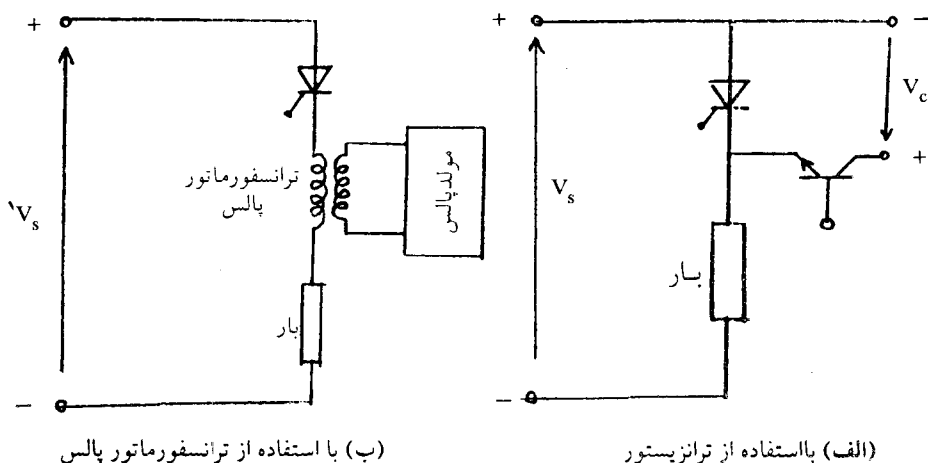 +
−
V_c
+
V_s
بار
−
(الف) بااستفاده از ترانزیستور
+
V_s
ترانسفورماتور
پالس
مولدپالس
بار
−
(ب) با استفاده از ترانسفورماتور پالس